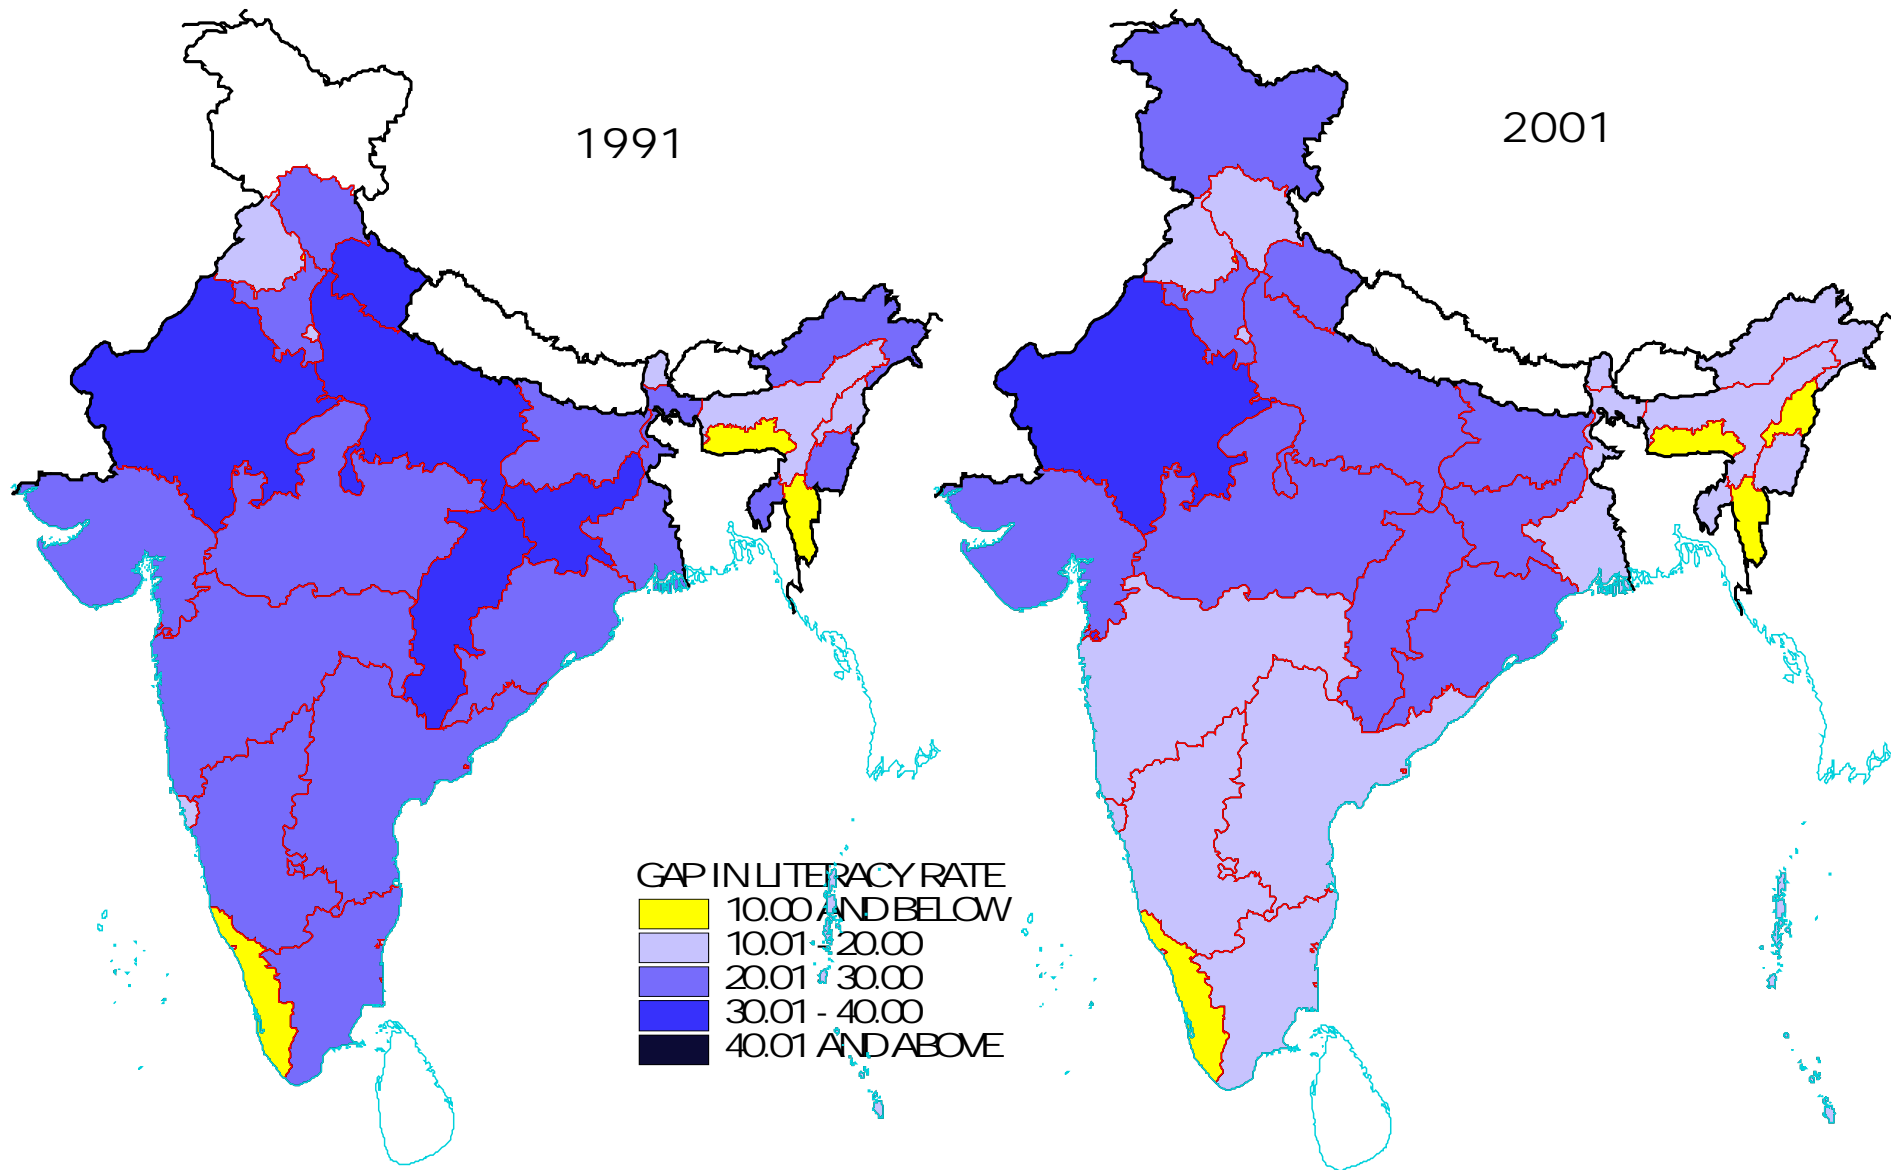 1991
2001
GAP IN LITERACY RATE
10.00 AND BELOW
10.01 - 20.00
20.01 - 30.00
30.01 - 40.00
40.01 AND ABOVE